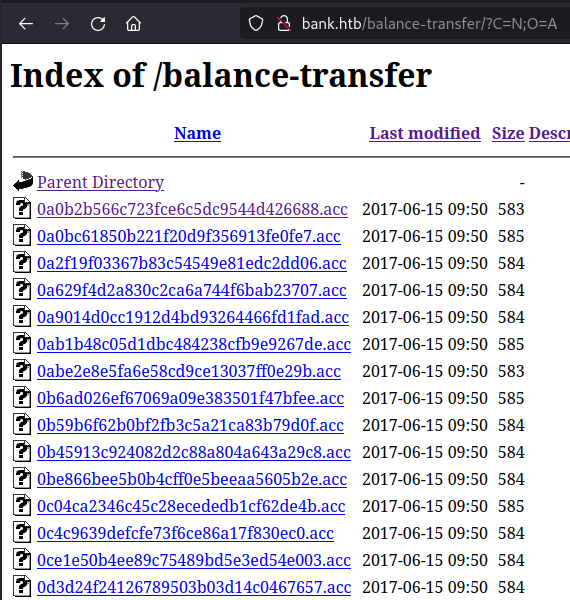 bank.htb/balance-transfer/?C=N;O=A
Index of /balance-transfer
Name Last modified Size Descr
Parent Directory -
0a0b2b566c723fce6c5dc9544d426688.acc 2017-06-15 09:50 583
0a0bc61850b221f20d9f356913fe0fe7.acc 2017-06-15 09:50 585
0a2f19f03367b83c54549e81edc2dd06.acc 2017-06-15 09:50 584
0a629f4d2a830c2ca6a744f6bab23707.acc 2017-06-15 09:50 584
0a9014d0cc1912d4bd93264466fd1fad.acc 2017-06-15 09:50 584
0ab1b48c05d1dbc484238cfb9e9267de.acc 2017-06-15 09:50 585
0abe2e8e5fa6e58cd9ce13037ff0e29b.acc 2017-06-15 09:50 583
0b6ad026ef67069a09e383501f47bfee.acc 2017-06-15 09:50 585
0b59b6f62b0bf2fb3c5a21ca83b79d0f.acc 2017-06-15 09:50 584
0b45913c924082d2c88a804a643a29c8.acc 2017-06-15 09:50 584
0be866bee5b0b4cff0e5beeaa5605b2e.acc 2017-06-15 09:50 584
0c04ca2346c45c28ecededb1cf62de4b.acc 2017-06-15 09:50 585
0c4c9639defcfe73f6ce86a17f830ec0.acc 2017-06-15 09:50 584
0ce1e50b4ee89c75489bd5e3ed54e003.acc 2017-06-15 09:50 584
0d3d24f24126789503b03d14c0467657.acc 2017-06-15 09:50 584